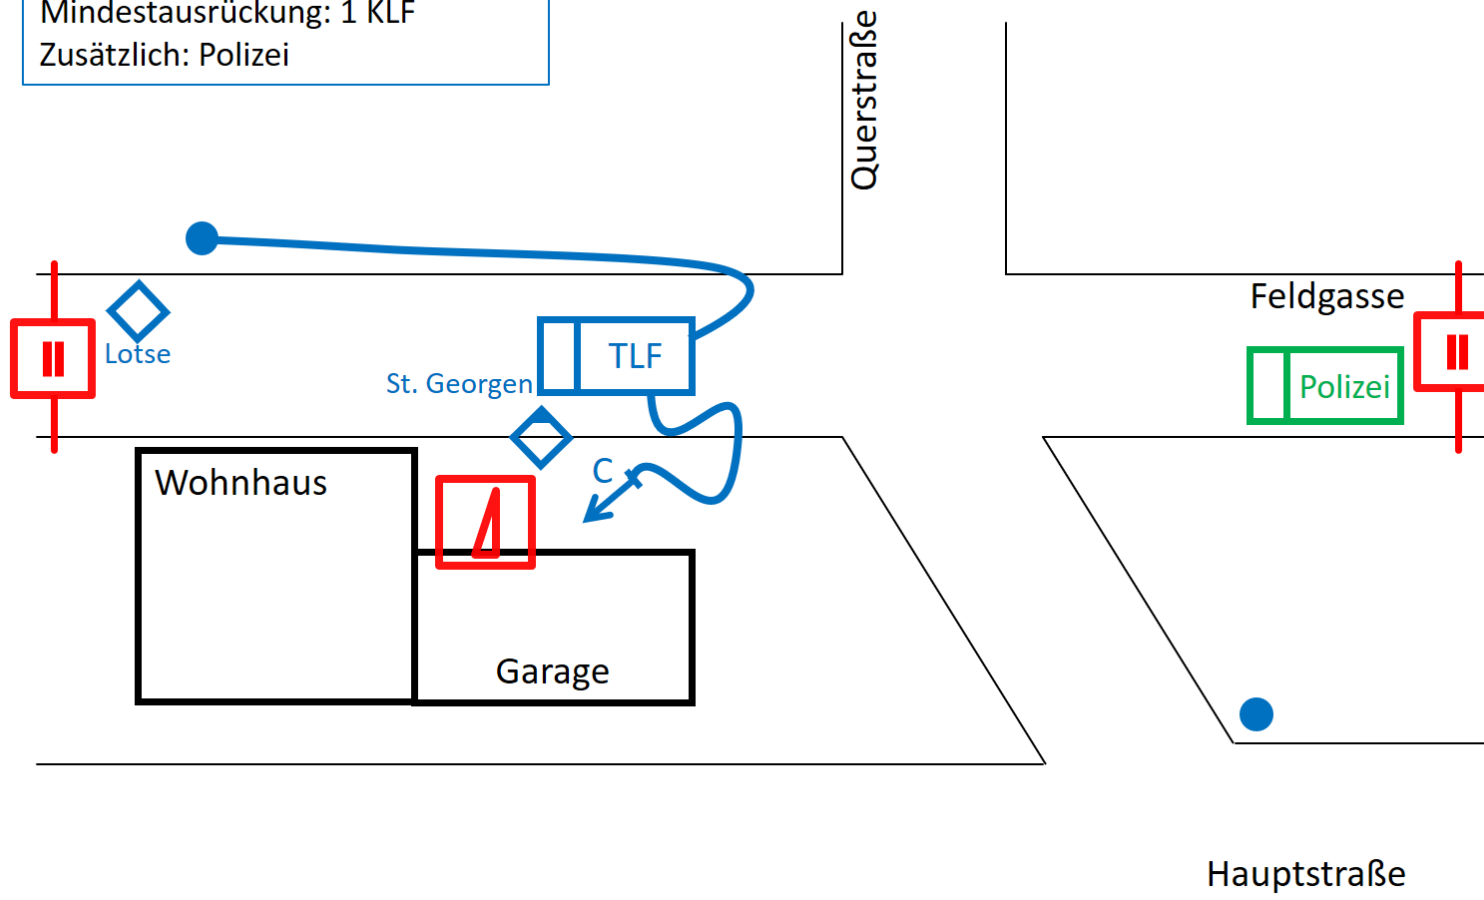 Mindestausrückung: 1 KLF
Zusätzlich: Polizei
Querstraße
Feldgasse
Lotse
TLF
St. Georgen
Polizei
C
Wohnhaus
Garage
Hauptstraße